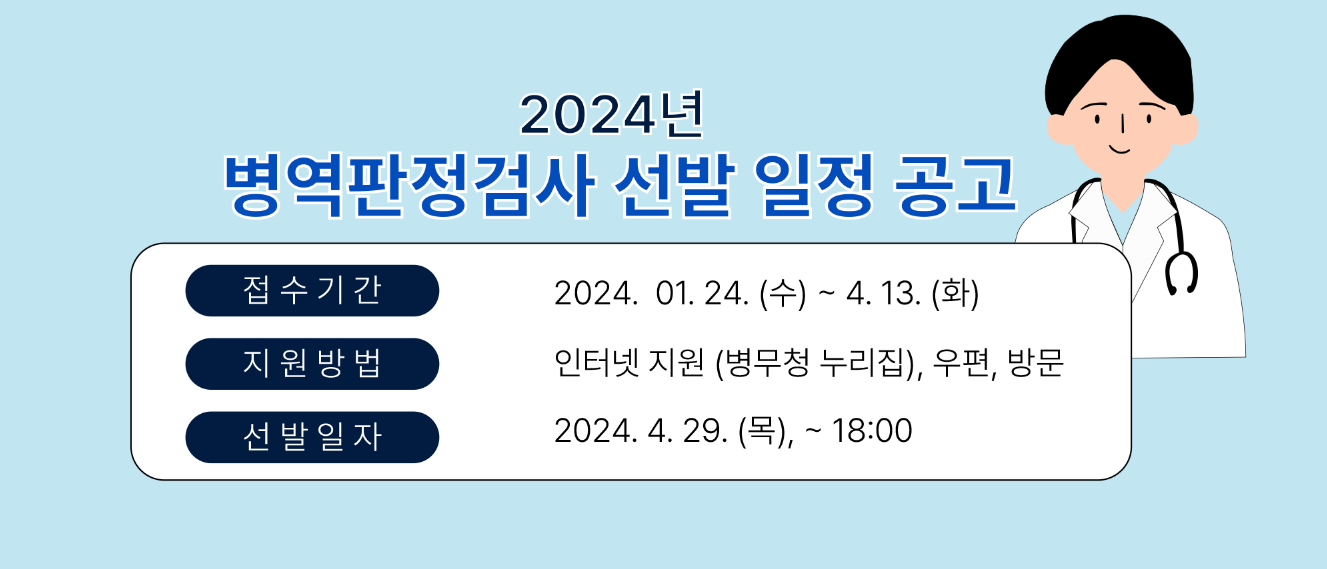 2024년
병역판정검사 선발 일정 공고
접수기간 2024. 01. 24. (수) ~ 4. 13. (화)
지원방법 인터넷 지원 (병무청 누리집), 우편, 방문
선발일자 2024. 4. 29. (목), ~ 18:00